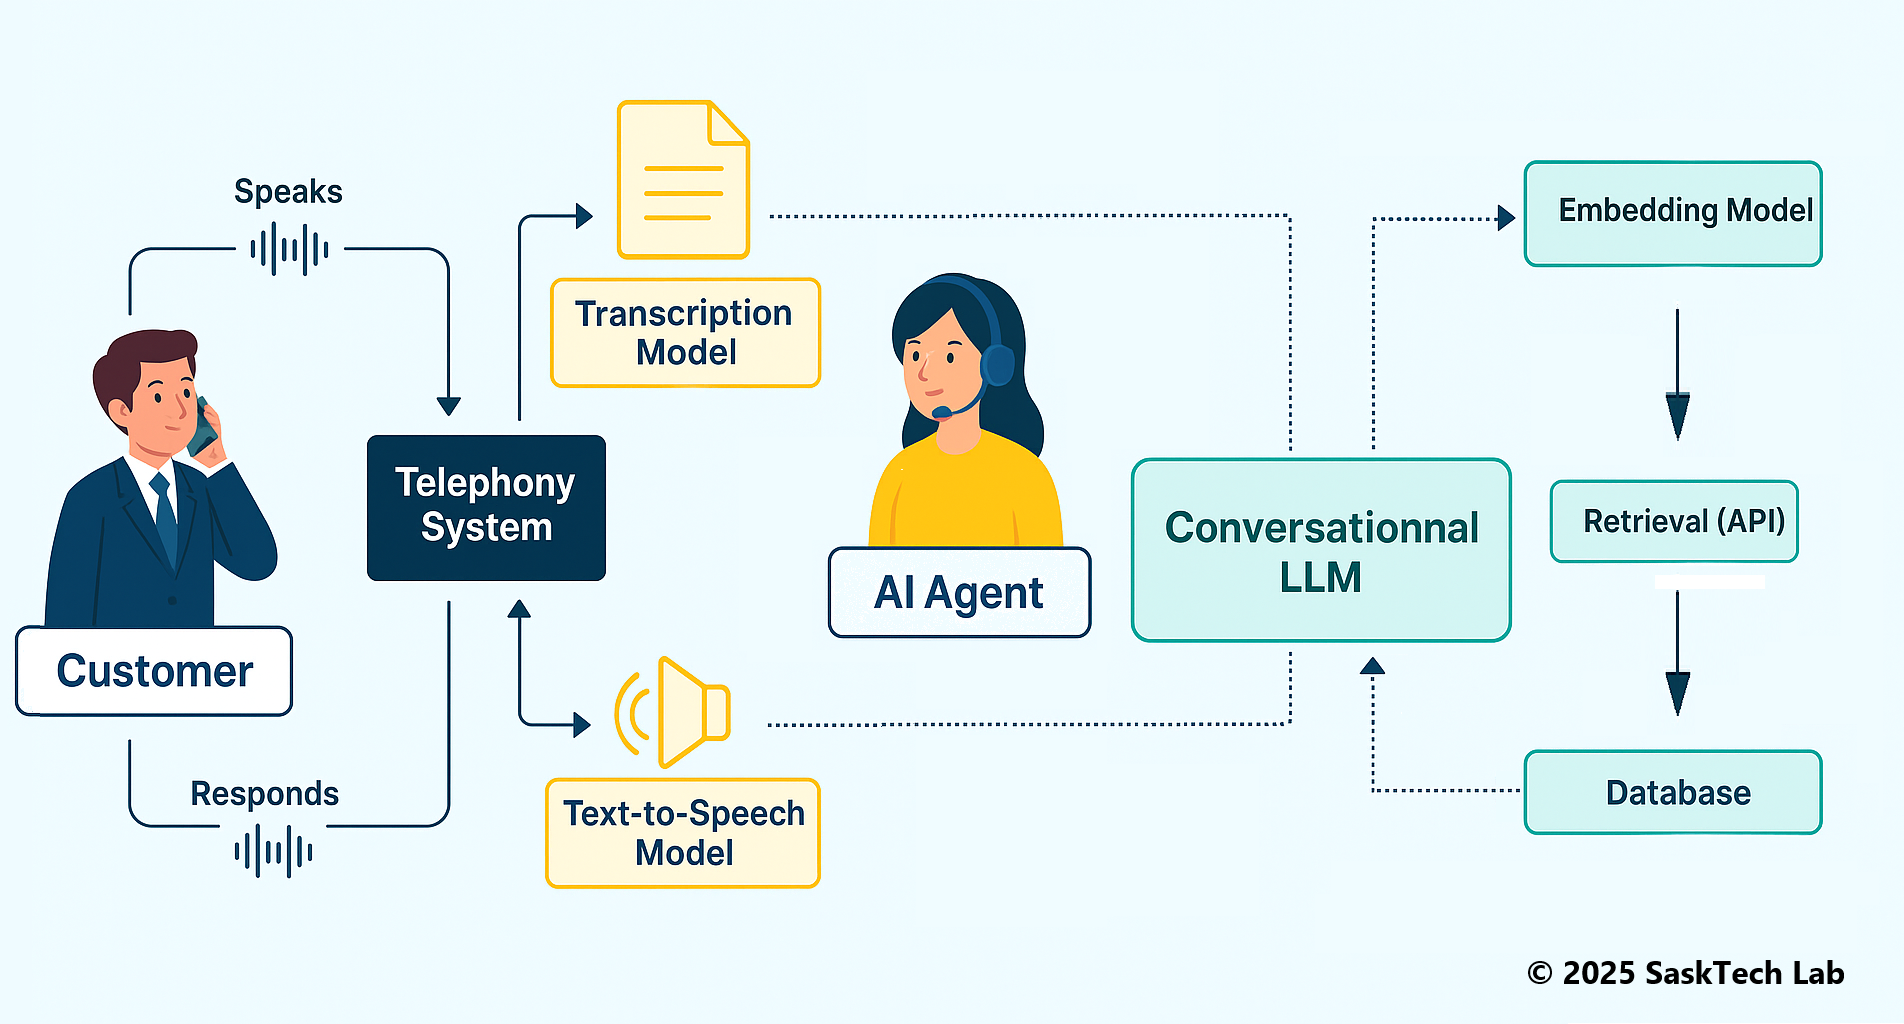 Speaks
Transcription
Model
Embedding Model
Telephony
System
Conversationnal
LLM
Retrieval (API)
AI Agent
Customer
Responds
Text-to-Speech
Model
Database
© 2025 SaskTech Lab